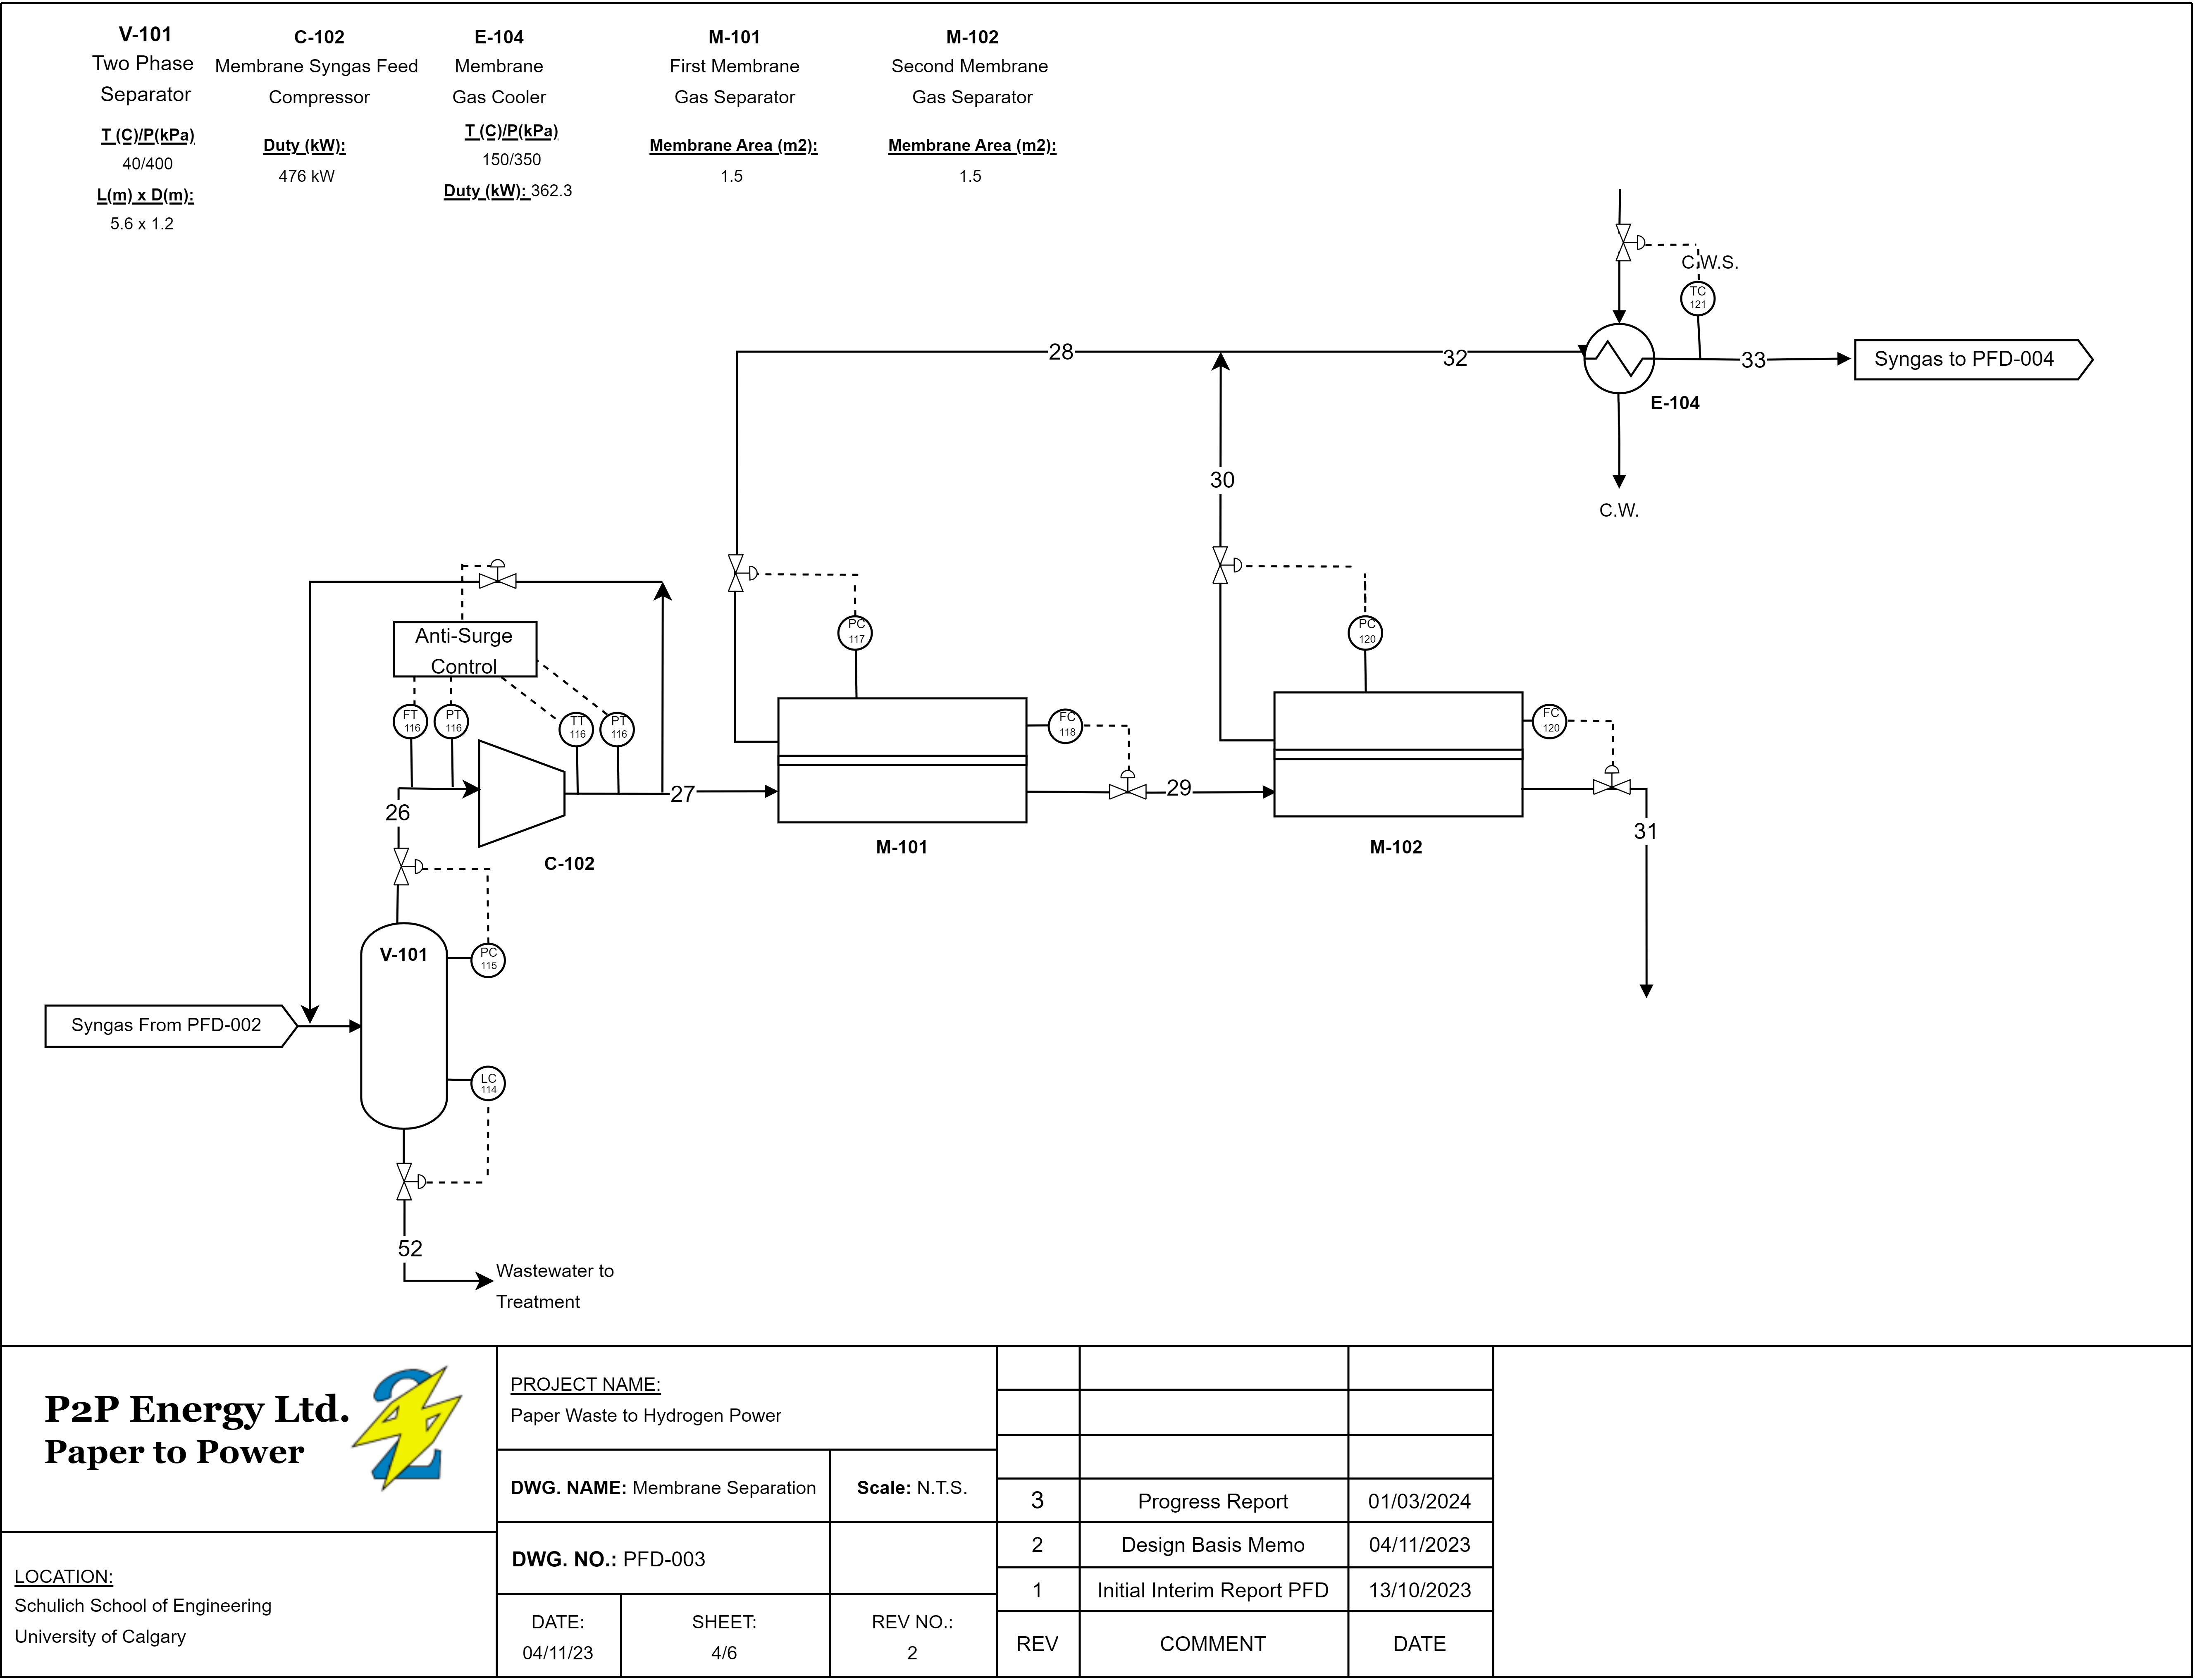 V-101
Two Phase
Separator
T (C)/P(kPa)
40/400
L(m) x D(m):
5.6 x 1.2
C-102
Membrane Syngas Feed
Compressor
Duty (kW):
476 kW
E-104
Membrane
Gas Cooler
T (C)/P(kPa)
150/350
Duty (kW): 362.3
M-101
First Membrane
Gas Separator
Membrane Area (m2):
1.5
M-102
Second Membrane
Gas Separator
Membrane Area (m2):
1.5
C.W.S.
TC
121
28
32
33
Syngas to PFD-004
E-104
30
C.W.
Anti-Surge
Control
PC
117
PC
120
FT
116
PT
116
TT
116
PT
116
FC
118
FC
120
26
27
29
31
C-102
M-101
M-102
V-101
PC
115
Syngas From PFD-002
LC
114
52
Wastewater to
Treatment
P2P Energy Ltd.
Paper to Power
2
LOCATION:
Schulich School of Engineering
University of Calgary
PROJECT NAME:
Paper Waste to Hydrogen Power
DWG. NAME: Membrane Separation
Scale: N.T.S.
DWG. NO.: PFD-003
DATE:
04/11/23
SHEET:
4/6
REV NO.:
2
3 Progress Report 01/03/2024
2 Design Basis Memo 04/11/2023
1 Initial Interim Report PFD 13/10/2023
REV COMMENT DATE